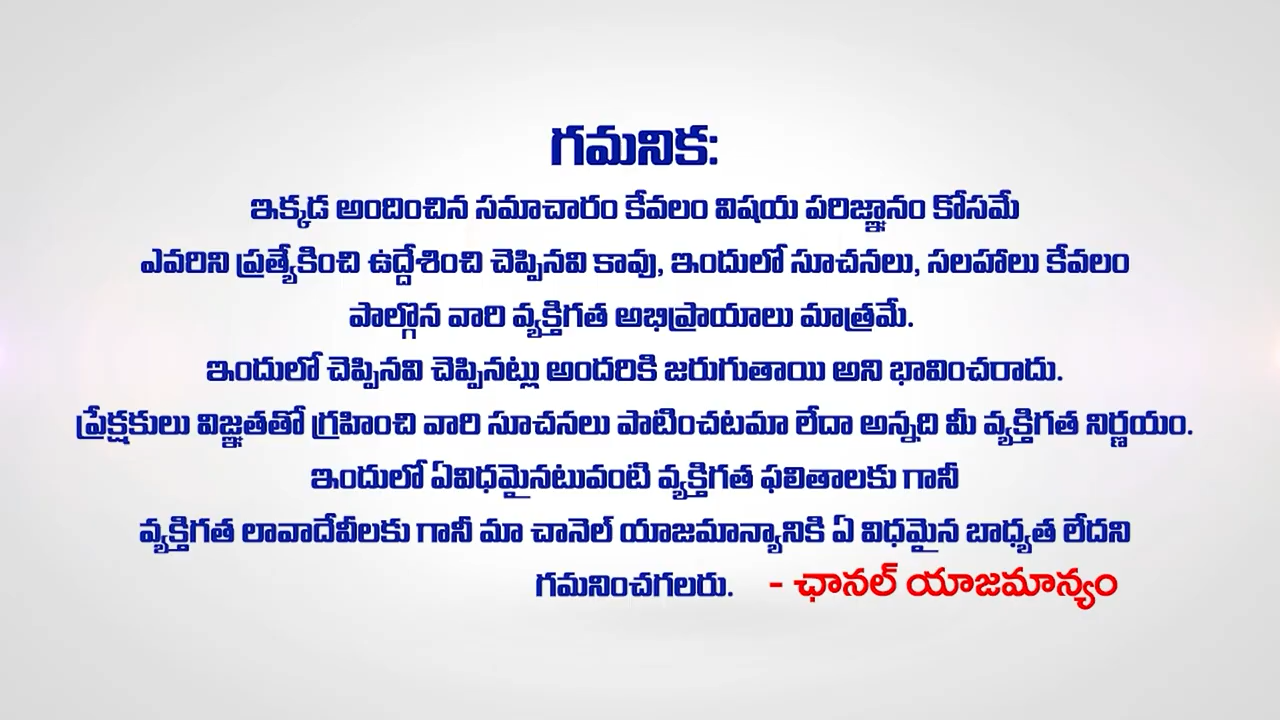 గమనిక:
ఇక్కడ అందించిన సమాచారం కేవలం విషయ పరిజ్ఞానం కోసమే
ఎవరిని ప్రత్యేకించి ఉద్దేశించి చెప్పినవి కావు, ఇందులో సూచనలు, సలహాలు కేవలం
పాల్గొన వారి వ్యక్తిగత అభిప్రాయాలు మాత్రమే.
ఇందులో చెప్పినవి చెప్పినట్లు అందరికి జరుగుతాయి అని భావించరాదు.
ప్రేక్షకులు విజ్ఞతతో గ్రహించి వారి సూచనలు పాటించటమా లేదా అన్నది మీ వ్యక్తిగత నిర్ణయం.
ఇందులో ఏవిధమైనటువంటి వ్యక్తిగత ఫలితాలకు గానీ
వ్యక్తిగత లావాదేవీలకు గానీ మా చానెల్ యాజమాన్యానికి ఏ విధమైన బాధ్యత లేదని
గమనించగలరు. - ఛానల్ యాజమాన్యం